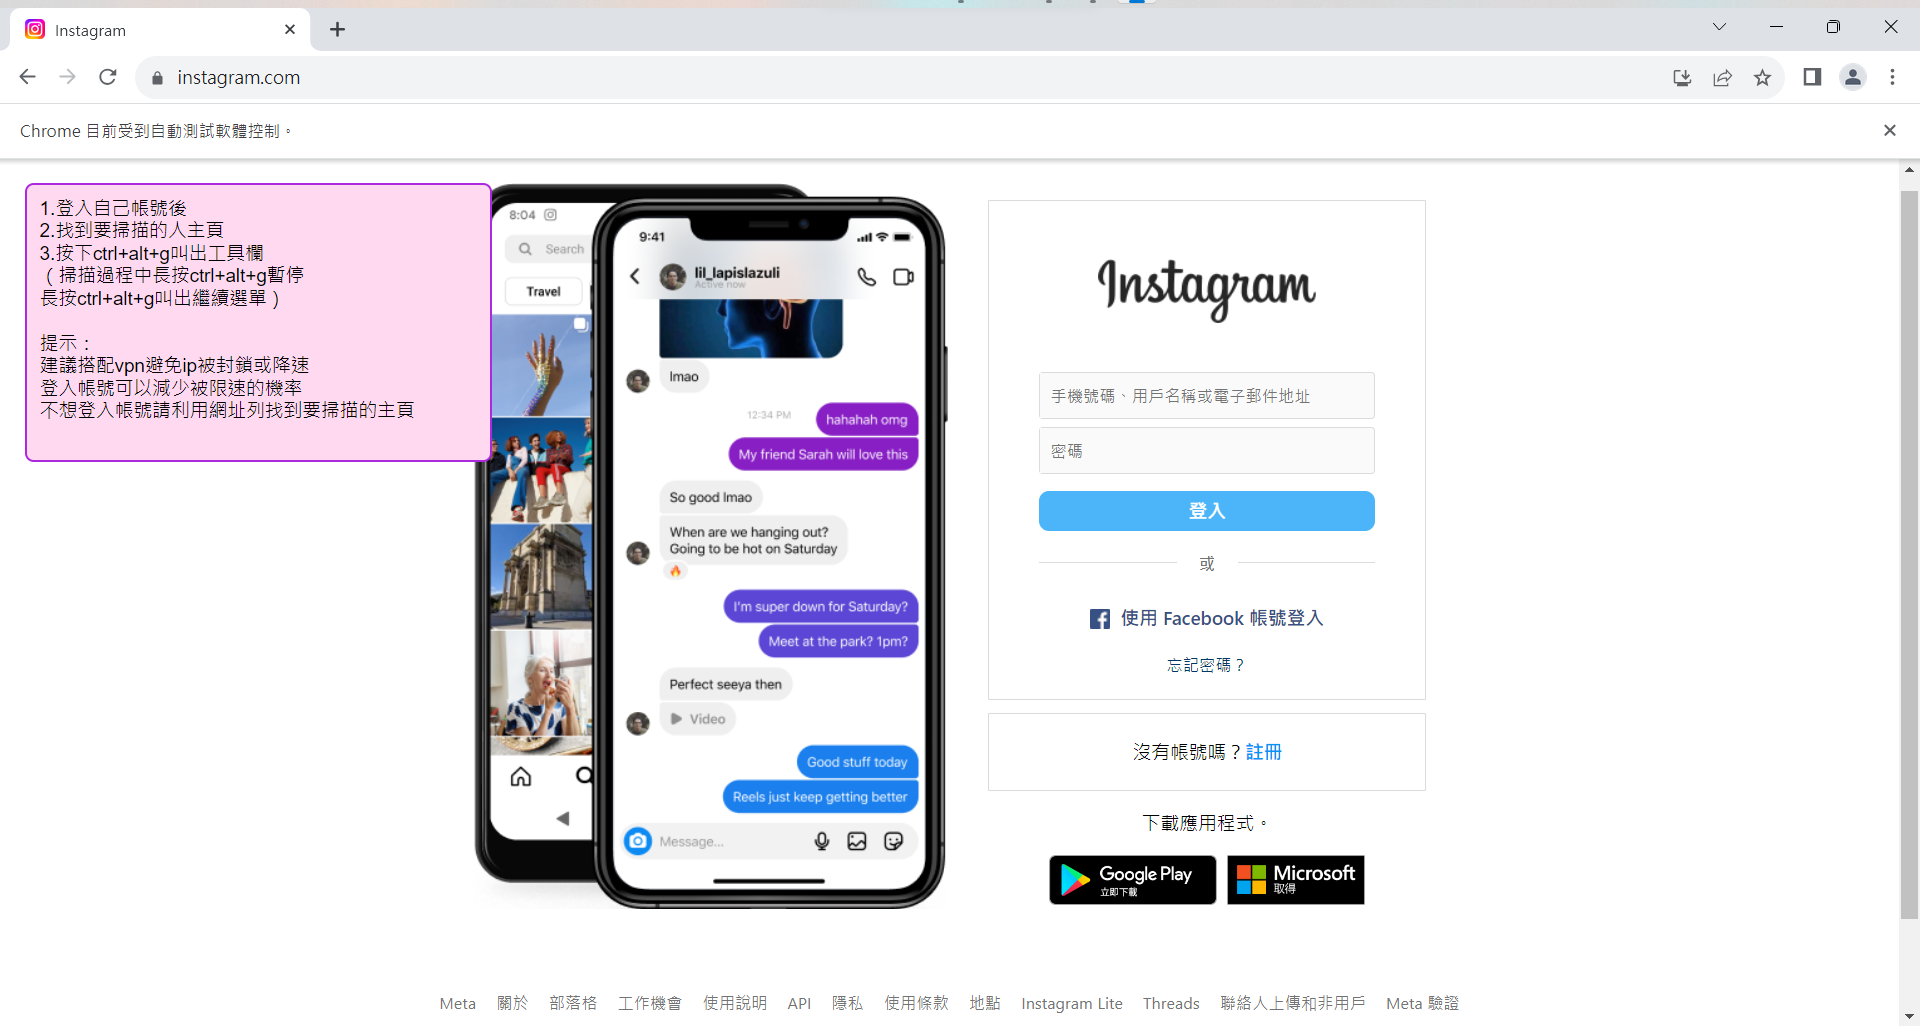 Instagram
instagram.com
Chrome 目前受到自動測試軟體控制。
1.登入自己帳號後
2.找到要掃描的人主頁
3.按下ctrl+alt+g叫出工具欄
（掃描過程中長按ctrl+alt+g暫停
長按ctrl+alt+g叫出繼續選單）
提示：
建議搭配vpn避免ip被封鎖或降速
登入帳號可以減少被限速的機率
不想登入帳號請利用網址列找到要掃描的主頁
8:04
Search
Travel
9:41
lil_lapislazuli
Active now
lmao
12:34 PM
hahahah omg
My friend Sarah will love this
So good lmao
When are we hanging out?
Going to be hot on Saturday
I'm super down for Saturday?
Meet at the park? 1pm?
Perfect seeya then
Video
Good stuff today
Reels just keep getting better
Message...
Instagram
手機號碼、用戶名稱或電子郵件地址
密碼
登入
或
使用 Facebook 帳號登入
忘記密碼？
沒有帳號嗎？註冊
下載應用程式。
Google Play
立即下載
Microsoft
取得
Meta 關於 部落格 工作機會 使用說明 API 隱私 使用條款 地點 Instagram Lite Threads 聯絡人上傳和非用戶 Meta 驗證